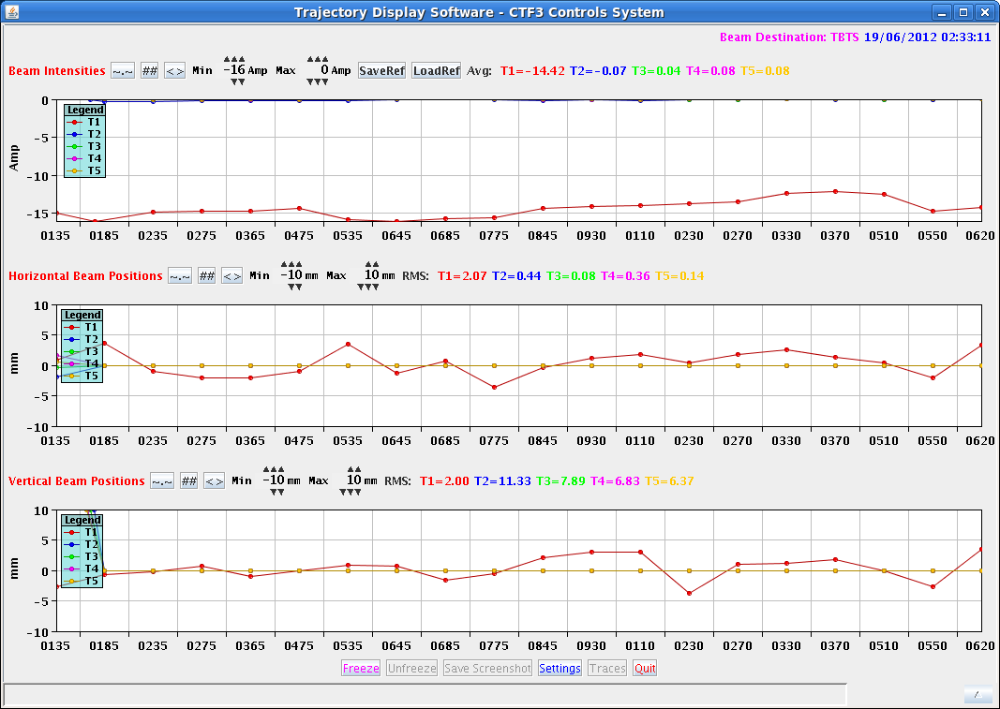 Trajectory Display Software - CTF3 Controls System
Beam Destination: TBTS 19/06/2012 02:33:11
Beam Intensities ~.~ ## <> Min -16 Amp Max 0 Amp SaveRef LoadRef Avg: T1=-14.42 T2=-0.07 T3=0.04 T4=0.08 T5=0.08
Legend
T1
T2
T3
T4
T5
Amp
0
-5
-10
-15
0135 0185 0235 0275 0365 0475 0535 0645 0685 0775 0845 0930 0110 0230 0270 0330 0370 0510 0550 0620
Horizontal Beam Positions ~.~ ## <> Min -10 mm Max 10 mm RMS: T1=2.07 T2=0.44 T3=0.08 T4=0.36 T5=0.14
Legend
T1
T2
T3
T4
T5
mm
10
5
0
-5
-10
0135 0185 0235 0275 0365 0475 0535 0645 0685 0775 0845 0930 0110 0230 0270 0330 0370 0510 0550 0620
Vertical Beam Positions ~.~ ## <> Min -10 mm Max 10 mm RMS: T1=2.00 T2=11.33 T3=7.89 T4=6.83 T5=6.37
Legend
T1
T2
T3
T4
T5
mm
10
5
0
-5
-10
0135 0185 0235 0275 0365 0475 0535 0645 0685 0775 0845 0930 0110 0230 0270 0330 0370 0510 0550 0620
Freeze Unfreeze Save Screenshot Settings Traces Quit